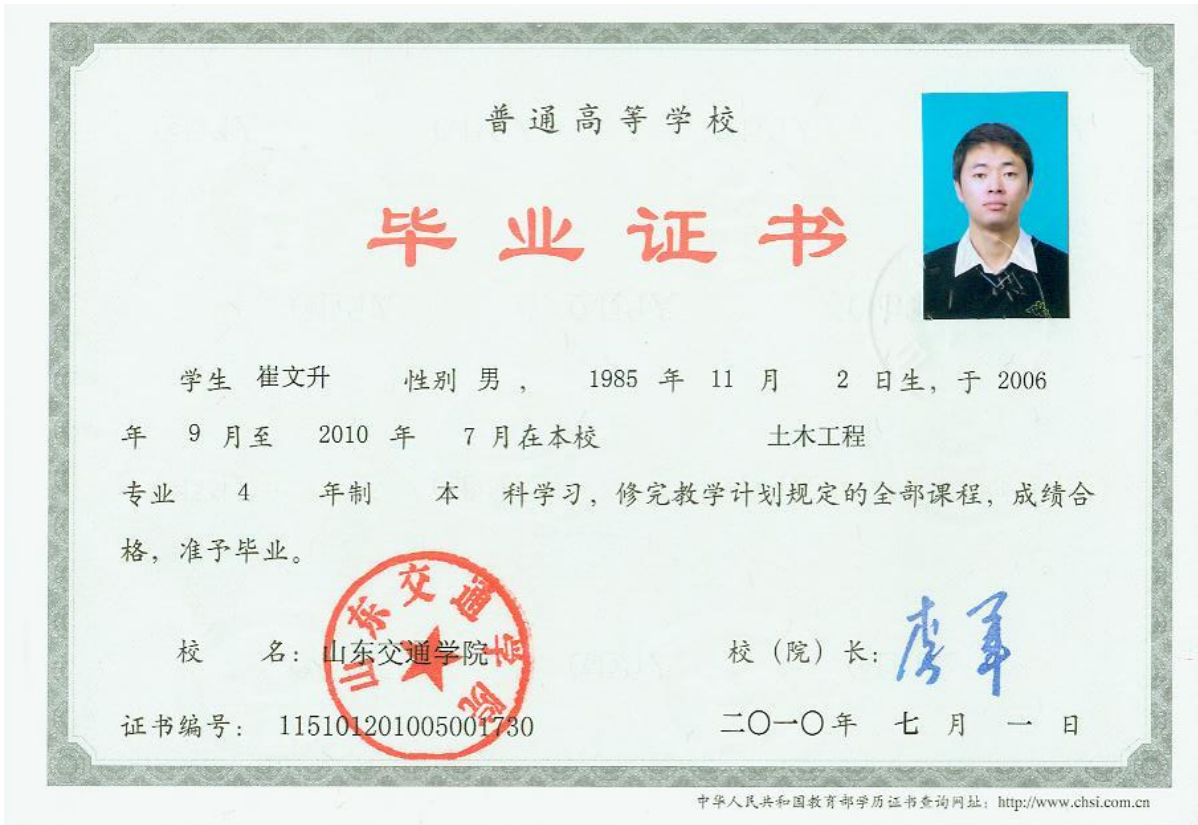 普通高等学校
毕业证书
学生 崔文升 性别 男 ， 1985 年 11 月 2 日生，于 2006
年 9 月至 2010 年 7 月在本校 土木工程
专业 4 年制 本 科学习，修完教学计划规定的全部课程，成绩合
格，准予毕业。
山东交通学院
校 名：山东交通学院 校（院）长：
证书编号： 115101201005001730 二〇一〇年 七 月 一 日
中华人民共和国教育部学历证书查询网址：http://www.chsi.com.cn